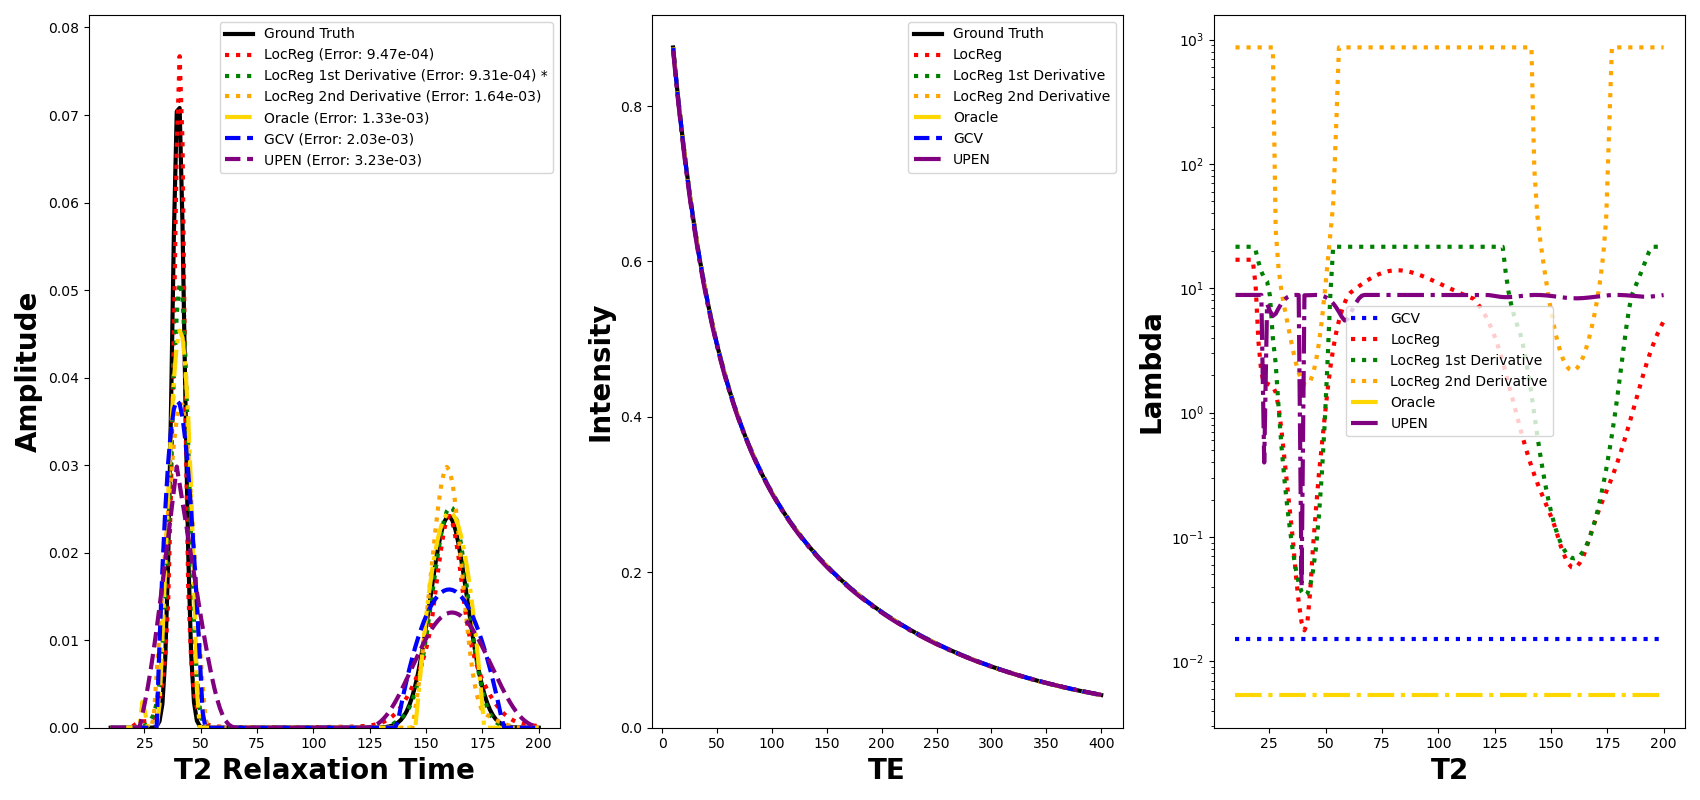 Amplitude
0.08
0.07
0.06
0.05
0.04
0.03
0.02
0.01
0.00
Ground Truth
LocReg (Error: 9.47e-04)
LocReg 1st Derivative (Error: 9.31e-04) *
LocReg 2nd Derivative (Error: 1.64e-03)
Oracle (Error: 1.33e-03)
GCV (Error: 2.03e-03)
UPEN (Error: 3.23e-03)
25 50 75 100 125 150 175 200
T2 Relaxation Time
Intensity
0.8
0.6
0.4
0.2
0.0
Ground Truth
LocReg
LocReg 1st Derivative
LocReg 2nd Derivative
Oracle
GCV
UPEN
0 50 100 150 200 250 300 350 400
TE
Lambda
10³
10²
10¹
10⁰
10⁻¹
10⁻²
GCV
LocReg
LocReg 1st Derivative
LocReg 2nd Derivative
Oracle
UPEN
25 50 75 100 125 150 175 200
T2